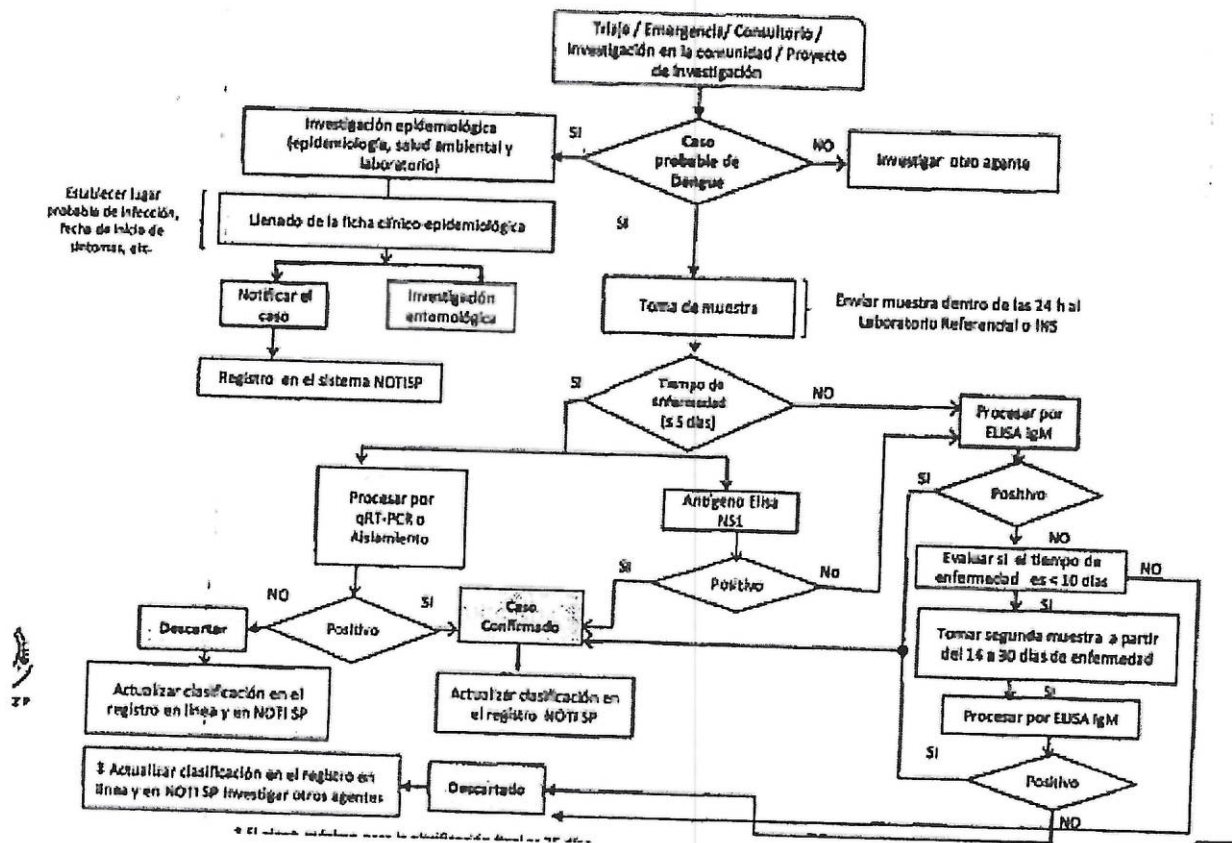 Triaje / Emergencia/ Consultorio /
Investigación en la comunidad / Proyecto
de Investigación
Investigación epidemiológica
(epidemiología, salud ambiental y
laboratorio)
SI
Caso
probable de
Dengue
NO
Investigar otro agente
Establecer lugar
probable de infección,
fecha de inicio de
síntomas, etc.
Llenado de la ficha clínico-epidemiológica
SI
Notificar el
caso
Investigación
entomológica
Toma de muestra
Enviar muestra dentro de las 24 h al
Laboratorio Referencial o INS
Registro en el sistema NOTISP
SI
Tiempo de
enfermedad
(≤ 5 días)
NO
Procesar por
ELISA IgM
Procesar por
qRT-PCR o
Aislamiento
Antígeno Elisa
NS1
SI
Positivo
NO
SI
Positivo
No
Evaluar si el tiempo de
enfermedad es < 10 días
NO
NO
Positivo
SI
Descartar
Caso
Confirmado
SI
Tomar segunda muestra a partir
del 14 a 30 días de enfermedad
Actualizar clasificación en el
registro en línea y en NOTI SP
Actualizar clasificación en
el registro NOTI SP
SI
Procesar por ELISA IgM
SI
Positivo
NO
Descartado
‡ Actualizar clasificación en el registro en
línea y en NOTI SP Investigar otros agentes
ZP